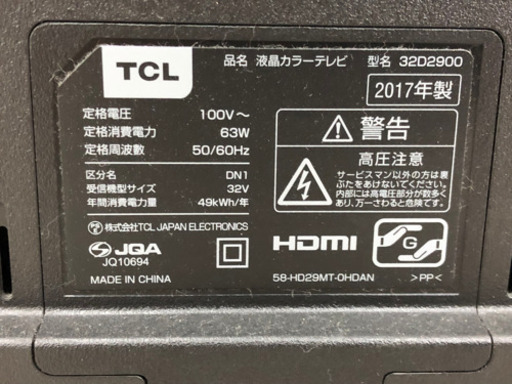 TCL
品名 液晶カラーテレビ 型名 32D2900
2017年製
定格電圧 100V～
定格消費電力 63W
定格周波数 50/60Hz
区分名 DN1
受信機型サイズ 32V
年間消費電力量 49kWh/年
株式会社TCL JAPAN ELECTRONICS
警告
高圧注意
サービスマン以外の方は裏
ぶたをあけないでください。
内部には高電圧部分が数多く
あり、万一さわると危険です。
S JQA
JQ10694
MADE IN CHINA
HDMI
58-HD29MT-0HDAN
G
>PP<